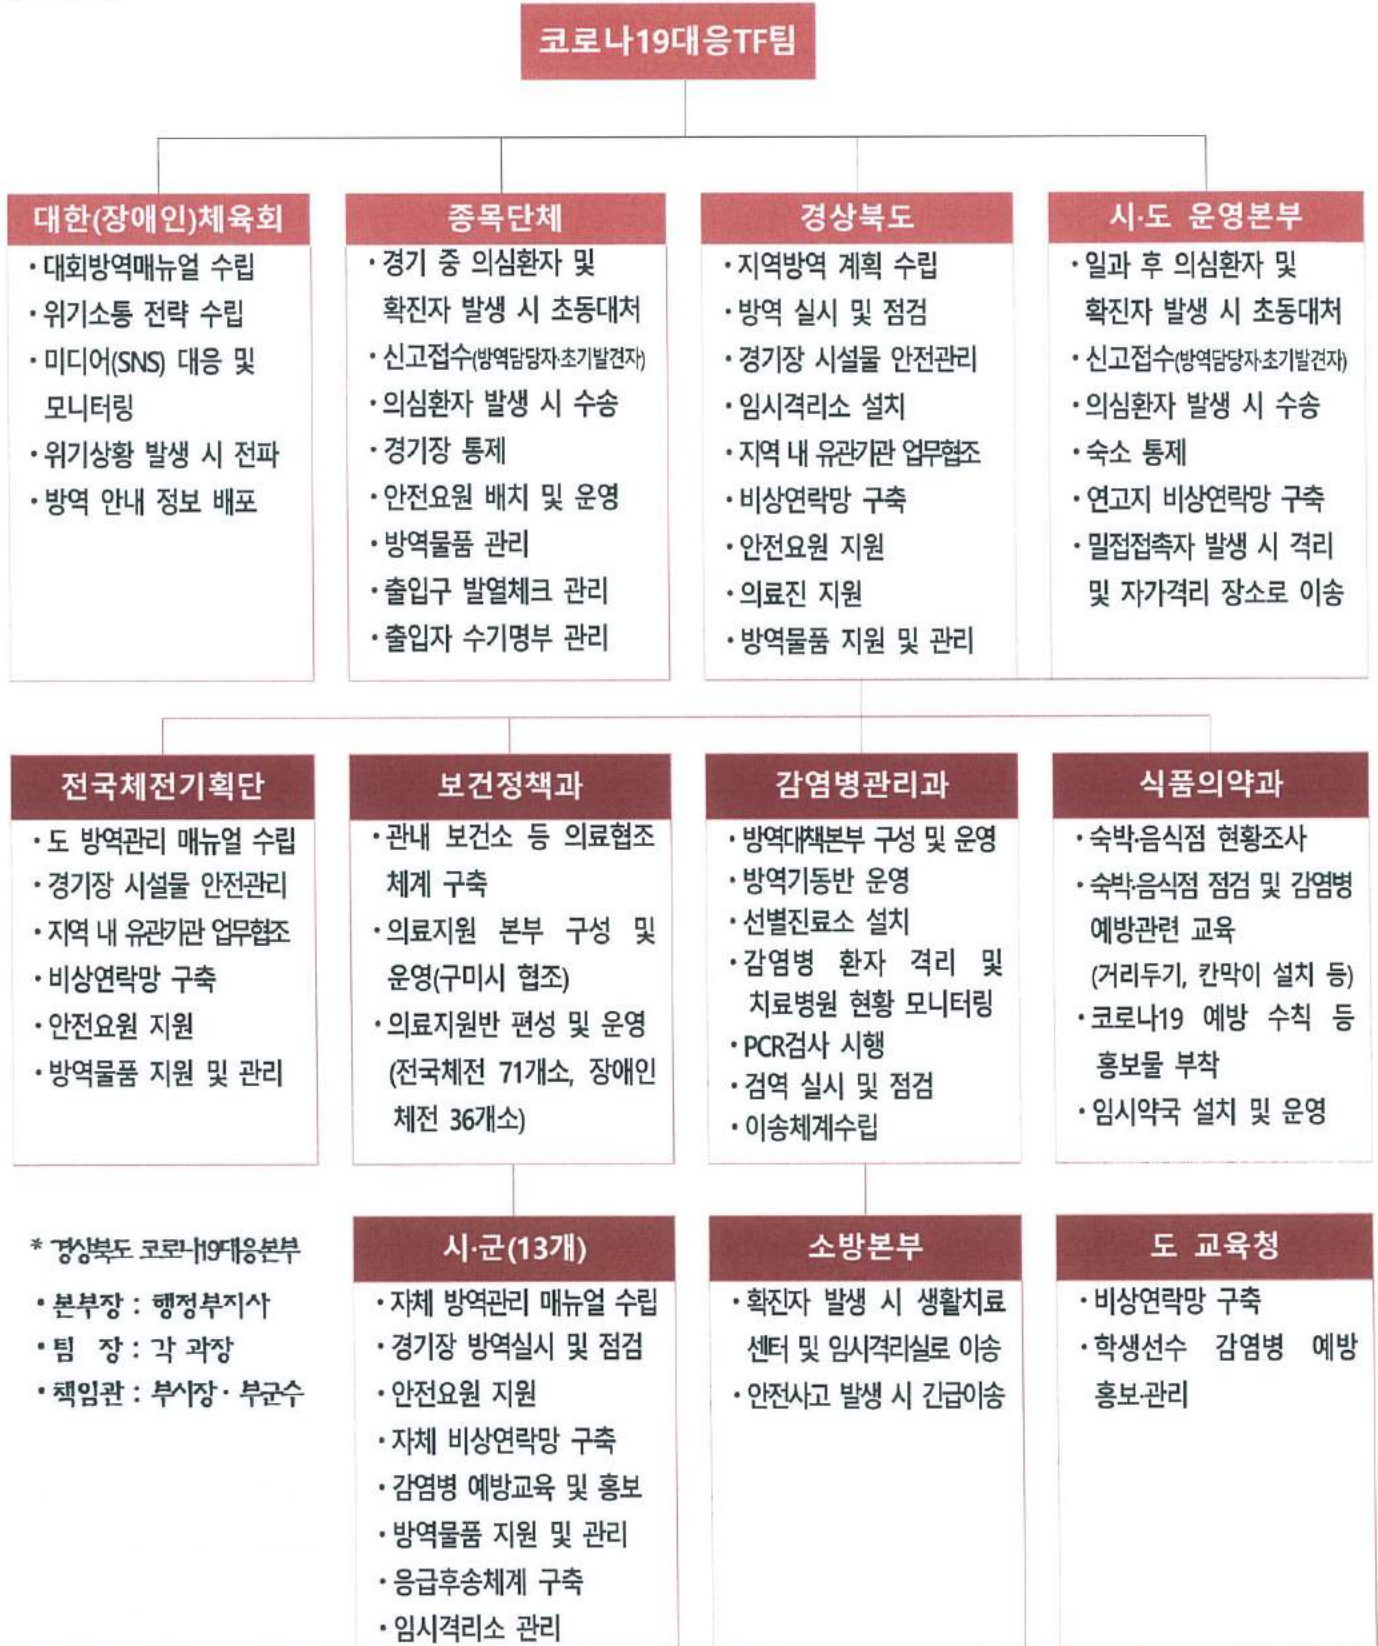 코로나19대응TF팀
대한(장애인)체육회
・대회방역매뉴얼 수립
・위기소통 전략 수립
・미디어(SNS) 대응 및
모니터링
・위기상황 발생 시 전파
・방역 안내 정보 배포
종목단체
・경기 중 의심환자 및
확진자 발생 시 초동대처
・신고접수(방역담당자·초기발견자)
・의심환자 발생 시 수송
・경기장 통제
・안전요원 배치 및 운영
・방역물품 관리
・출입구 발열체크 관리
・출입자 수기명부 관리
경상북도
・지역방역 계획 수립
・방역 실시 및 점검
・경기장 시설물 안전관리
・임시격리소 설치
・지역 내 유관기관 업무협조
・비상연락망 구축
・안전요원 지원
・의료진 지원
・방역물품 지원 및 관리
시·도 운영본부
・일과 후 의심환자 및
확진자 발생 시 초동대처
・신고접수(방역담당자·초기발견자)
・의심환자 발생 시 수송
・숙소 통제
・연고지 비상연락망 구축
・밀접접촉자 발생 시 격리
및 자가격리 장소로 이송
전국체전기획단
・도 방역관리 매뉴얼 수립
・경기장 시설물 안전관리
・지역 내 유관기관 업무협조
・비상연락망 구축
・안전요원 지원
・방역물품 지원 및 관리
보건정책과
・관내 보건소 등 의료협조
체계 구축
・의료지원 본부 구성 및
운영(구미시 협조)
・의료지원반 편성 및 운영
(전국체전 71개소, 장애인
체전 36개소)
감염병관리과
・방역대책본부 구성 및 운영
・방역기동반 운영
・선별진료소 설치
・감염병 환자 격리 및
치료병원 현황 모니터링
・PCR검사 시행
・검역 실시 및 점검
・이송체계수립
식품의약과
・숙박·음식점 현황조사
・숙박·음식점 점검 및 감염병
예방관련 교육
(거리두기, 칸막이 설치 등)
・코로나19 예방 수칙 등
홍보물 부착
・임시약국 설치 및 운영
* 경상북도 코로나19대응본부
・본부장 : 행정부지사
・팀 장 : 각 과장
・책임관 : 부시장・부군수
시·군(13개)
・자체 방역관리 매뉴얼 수립
・경기장 방역실시 및 점검
・안전요원 지원
・자체 비상연락망 구축
・감염병 예방교육 및 홍보
・방역물품 지원 및 관리
・응급후송체계 구축
・임시격리소 관리
소방본부
・확진자 발생 시 생활치료
센터 및 임시격리실로 이송
・안전사고 발생 시 긴급이송
도 교육청
・비상연락망 구축
・학생선수 감염병 예방
홍보·관리